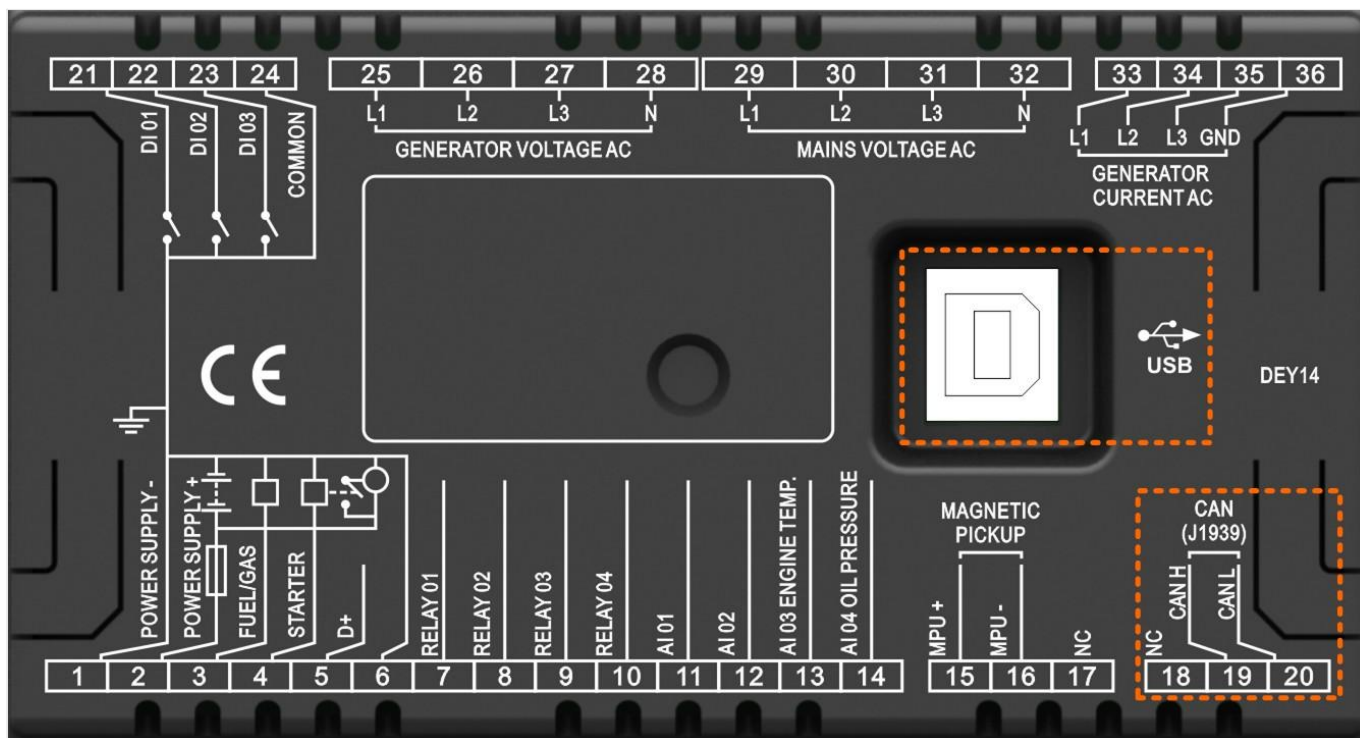 21 22 23 24
25 26 27 28
29 30 31 32
33 34 35 36
DI 01
DI 02
DI 03
COMMON
L1 L2 L3 N
GENERATOR VOLTAGE AC
L1 L2 L3 N
MAINS VOLTAGE AC
L1 L2 L3 GND
GENERATOR
CURRENT AC
CE
USB
DEY14
POWER SUPPLY -
POWER SUPPLY +
FUEL/GAS
STARTER
D+
RELAY 01
RELAY 02
RELAY 03
RELAY 04
AI 01
AI 02
AI 03 ENGINE TEMP.
AI 04 OIL PRESSURE
MAGNETIC
PICKUP
MPU +
MPU -
NC
CAN
(J1939)
NC
CAN H
CAN L
1 2 3 4 5 6 7 8 9 10 11 12 13 14
15 16 17
18 19 20